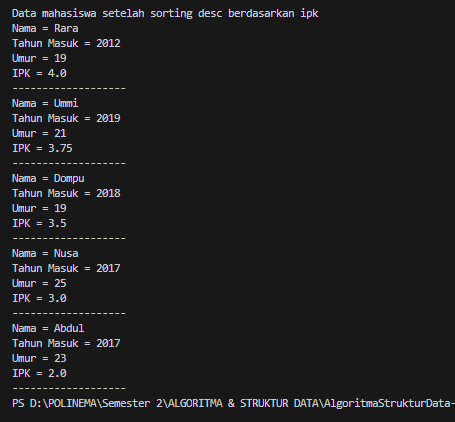 Data mahasiswa setelah sorting desc berdasarkan ipk
Nama = Rara
Tahun Masuk = 2012
Umur = 19
IPK = 4.0
-------------------
Nama = Ummi
Tahun Masuk = 2019
Umur = 21
IPK = 3.75
-------------------
Nama = Dompu
Tahun Masuk = 2018
Umur = 19
IPK = 3.5
-------------------
Nama = Nusa
Tahun Masuk = 2017
Umur = 25
IPK = 3.0
-------------------
Nama = Abdul
Tahun Masuk = 2017
Umur = 23
IPK = 2.0
-------------------
PS D:\POLINEMA\Semester 2\ALGORITMA & STRUKTUR DATA\AlgoritmaStrukturData-